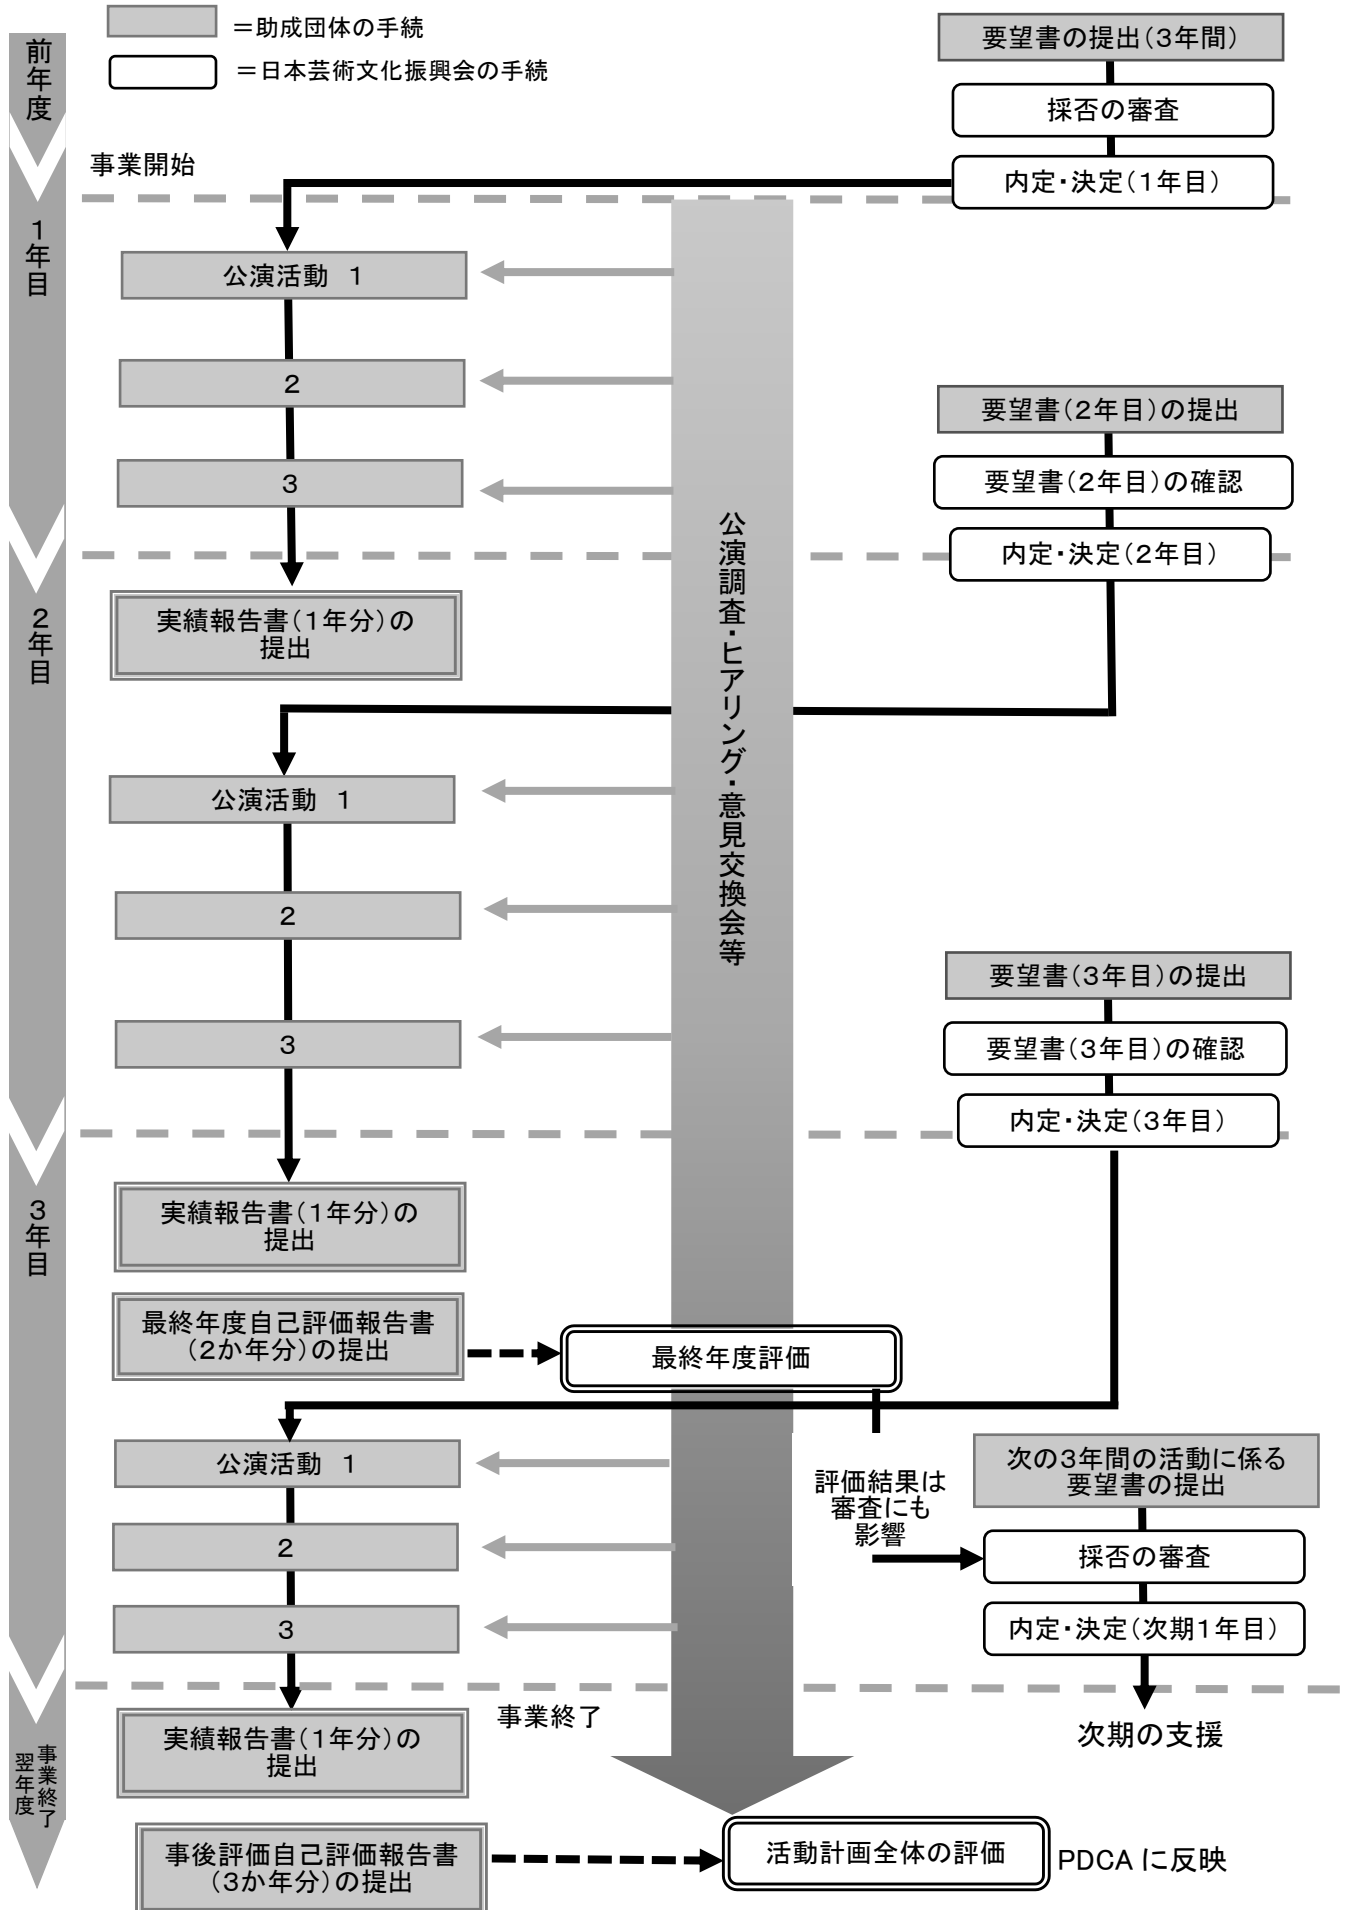 ＝助成団体の手続
＝日本芸術文化振興会の手続
前年度
要望書の提出（３年間）
採否の審査
内定・決定（１年目）
事業開始
１年目
公演活動　１
２
３
要望書（２年目）の提出
要望書（２年目）の確認
内定・決定（２年目）
公演調査・ヒアリング・意見交換会等
２年目
実績報告書（１年分）の
提出
公演活動　１
２
３
要望書（３年目）の提出
要望書（３年目）の確認
内定・決定（３年目）
３年目
実績報告書（１年分）の
提出
最終年度自己評価報告書
（２か年分）の提出
最終年度評価
公演活動　１
２
３
評価結果は
審査にも
影響
次の３年間の活動に係る
要望書の提出
採否の審査
内定・決定（次期１年目）
次期の支援
事業終了
事業終了
翌年度
実績報告書（１年分）の
提出
事後評価自己評価報告書
（３か年分）の提出
活動計画全体の評価
PDCA に反映